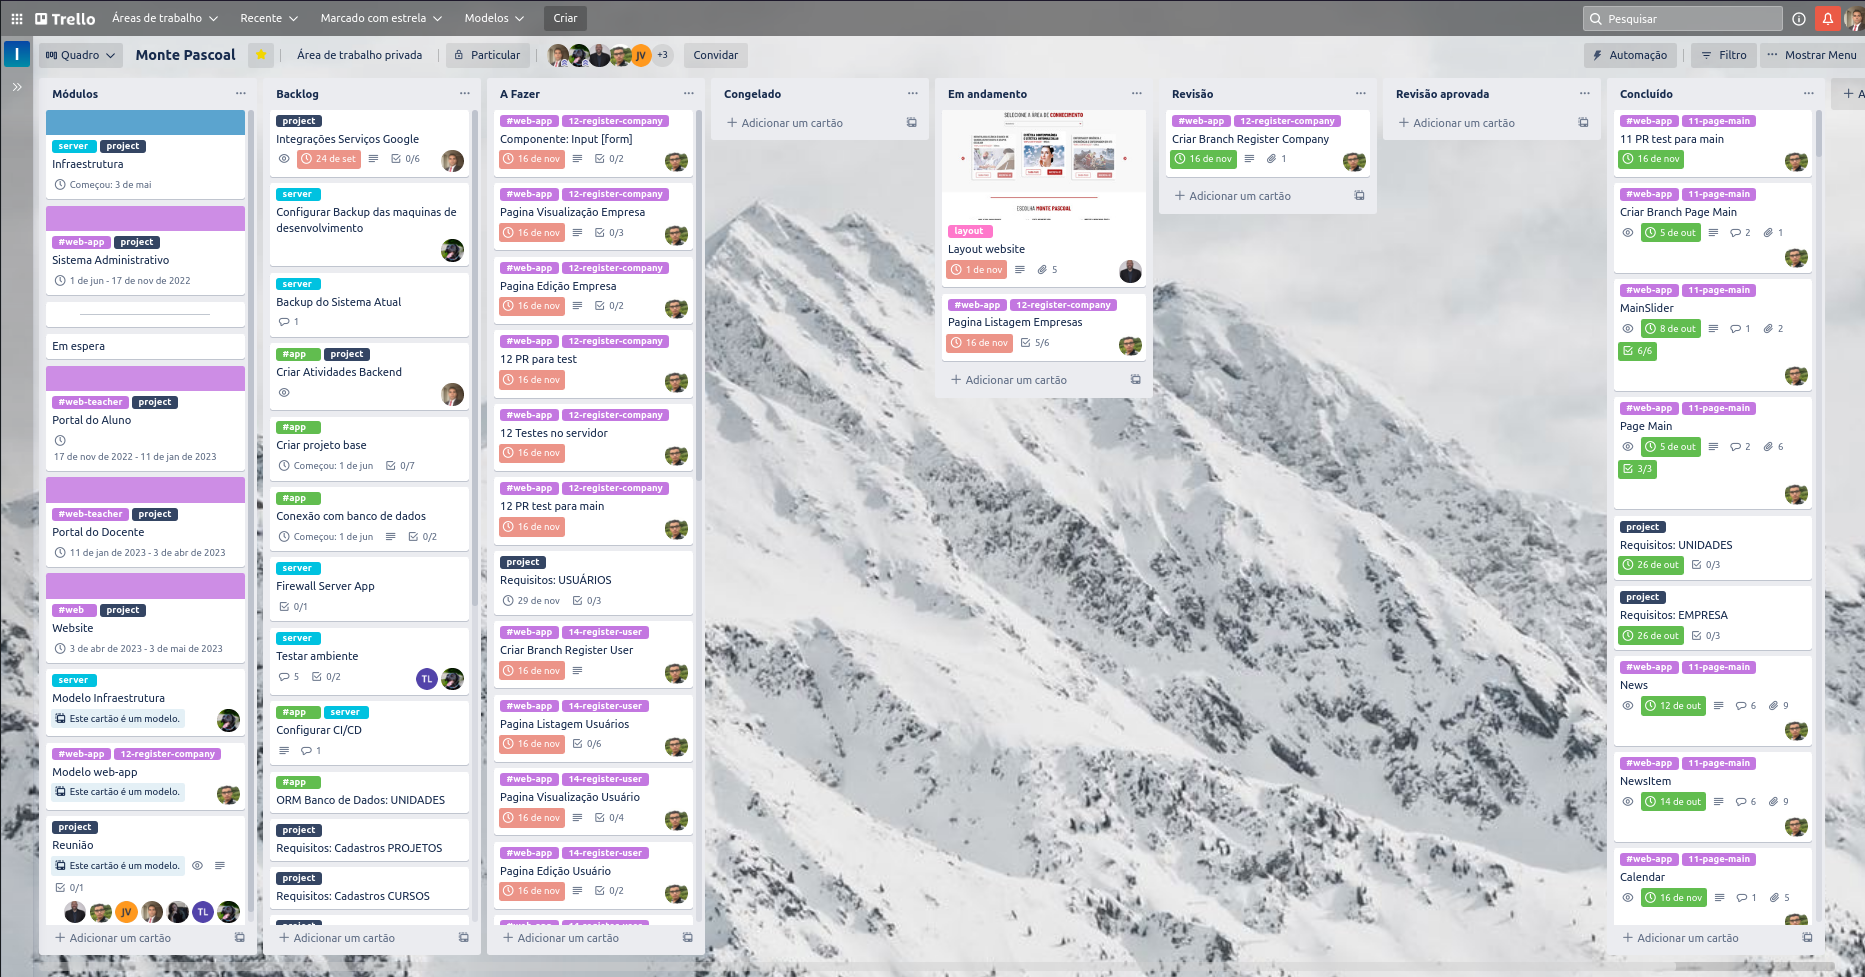 Trello
Áreas de trabalho
Recente
Marcado com estrela
Modelos
Criar
Pesquisar
I
Quadro
Monte Pascoal
Área de trabalho privada
Particular
JV
+3
Convidar
Automação
Filtro
Mostrar Menu
Módulos
server project
Infraestrutura
Começou: 3 de mai
#web-app project
Sistema Administrativo
1 de jun - 17 de nov de 2022
Em espera
#web-teacher project
Portal do Aluno
17 de nov de 2022 - 11 de jan de 2023
#web-teacher project
Portal do Docente
11 de jan de 2023 - 3 de abr de 2023
#web project
Website
3 de abr de 2023 - 3 de mai de 2023
server
Modelo Infraestrutura
Este cartão é um modelo.
#web-app 12-register-company
Modelo web-app
Este cartão é um modelo.
project
Reunião
Este cartão é um modelo.
0/1
JV TL
+ Adicionar um cartão
Backlog
project
Integrações Serviços Google
24 de set 0/6
server
Configurar Backup das maquinas de
desenvolvimento
server
Backup do Sistema Atual
1
#app project
Criar Atividades Backend
#app
Criar projeto base
Começou: 1 de jun 0/7
#app
Conexão com banco de dados
Começou: 1 de jun 0/2
server
Firewall Server App
0/1
server
Testar ambiente
5 0/2 TL
#app server
Configurar CI/CD
1
#app
ORM Banco de Dados: UNIDADES
project
Requisitos: Cadastros PROJETOS
project
Requisitos: Cadastros CURSOS
project
+ Adicionar um cartão
A Fazer
#web-app 12-register-company
Componente: Input [form]
16 de nov 0/2
#web-app 12-register-company
Pagina Visualização Empresa
16 de nov 0/3
#web-app 12-register-company
Pagina Edição Empresa
16 de nov 0/2
#web-app 12-register-company
12 PR para test
16 de nov
#web-app 12-register-company
12 Testes no servidor
16 de nov
#web-app 12-register-company
12 PR test para main
16 de nov
project
Requisitos: USUÁRIOS
29 de nov 0/3
#web-app 14-register-user
Criar Branch Register User
16 de nov
#web-app 14-register-user
Pagina Listagem Usuários
16 de nov 0/6
#web-app 14-register-user
Pagina Visualização Usuário
16 de nov 0/4
#web-app 14-register-user
Pagina Edição Usuário
16 de nov 0/2
#web-app 14-register-user
+ Adicionar um cartão
Congelado
+ Adicionar um cartão
Em andamento
SELECIONE A ÁREA DE CONHECIMENTO
ESCOLHA MONTE PASCOAL
layout
Layout website
1 de nov 5
#web-app 12-register-company
Pagina Listagem Empresas
16 de nov 5/6
+ Adicionar um cartão
Revisão
#web-app 12-register-company
Criar Branch Register Company
16 de nov 1
+ Adicionar um cartão
Revisão aprovada
+ Adicionar um cartão
Concluído
#web-app 11-page-main
11 PR test para main
16 de nov
#web-app 11-page-main
Criar Branch Page Main
5 de out 2 1
#web-app 11-page-main
MainSlider
8 de out 1 2
6/6
#web-app 11-page-main
Page Main
5 de out 2 6
3/3
project
Requisitos: UNIDADES
26 de out 0/3
project
Requisitos: EMPRESA
26 de out 0/3
#web-app 11-page-main
News
12 de out 6 9
#web-app 11-page-main
NewsItem
14 de out 6 9
#web-app 11-page-main
Calendar
16 de nov 1 5
+ Adicionar um cartão
+ A